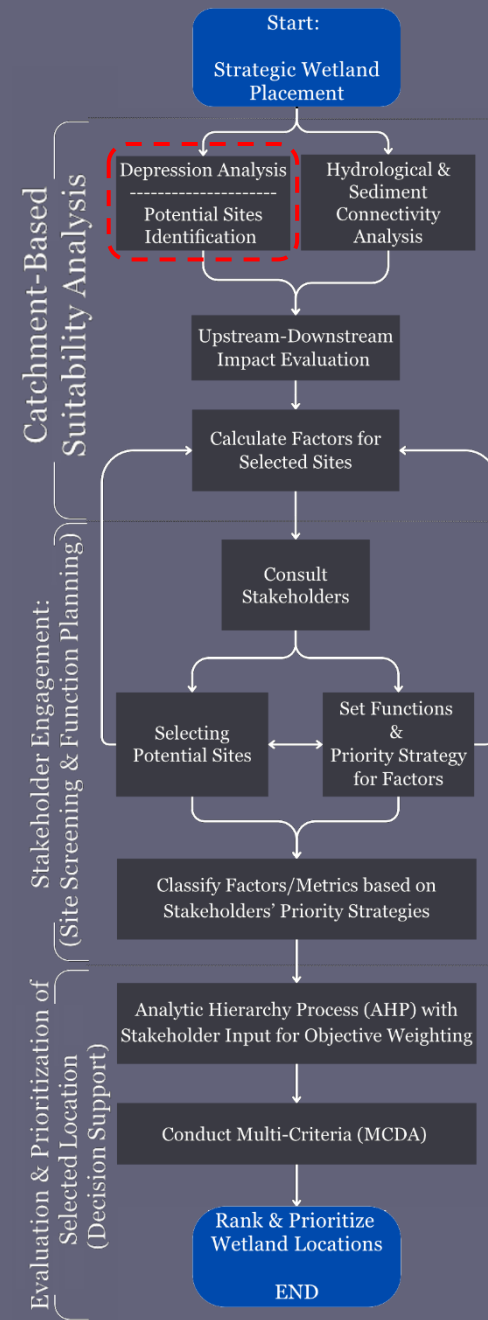 Start:
Strategic Wetland
Placement
Catchment-Based
Suitability Analysis
Depression Analysis
---------------------
Potential Sites
Identification
Hydrological &
Sediment
Connectivity
Analysis
Upstream-Downstream
Impact Evaluation
Calculate Factors for
Selected Sites
Stakeholder Engagement:
(Site Screening & Function Planning)
Consult
Stakeholders
Selecting
Potential Sites
Set Functions
&
Priority Strategy
for Factors
Classify Factors/Metrics based on
Stakeholders’ Priority Strategies
Evaluation & Prioritization of
Selected Location
(Decision Support)
Analytic Hierarchy Process (AHP) with
Stakeholder Input for Objective Weighting
Conduct Multi-Criteria (MCDA)
Rank & Prioritize
Wetland Locations
END